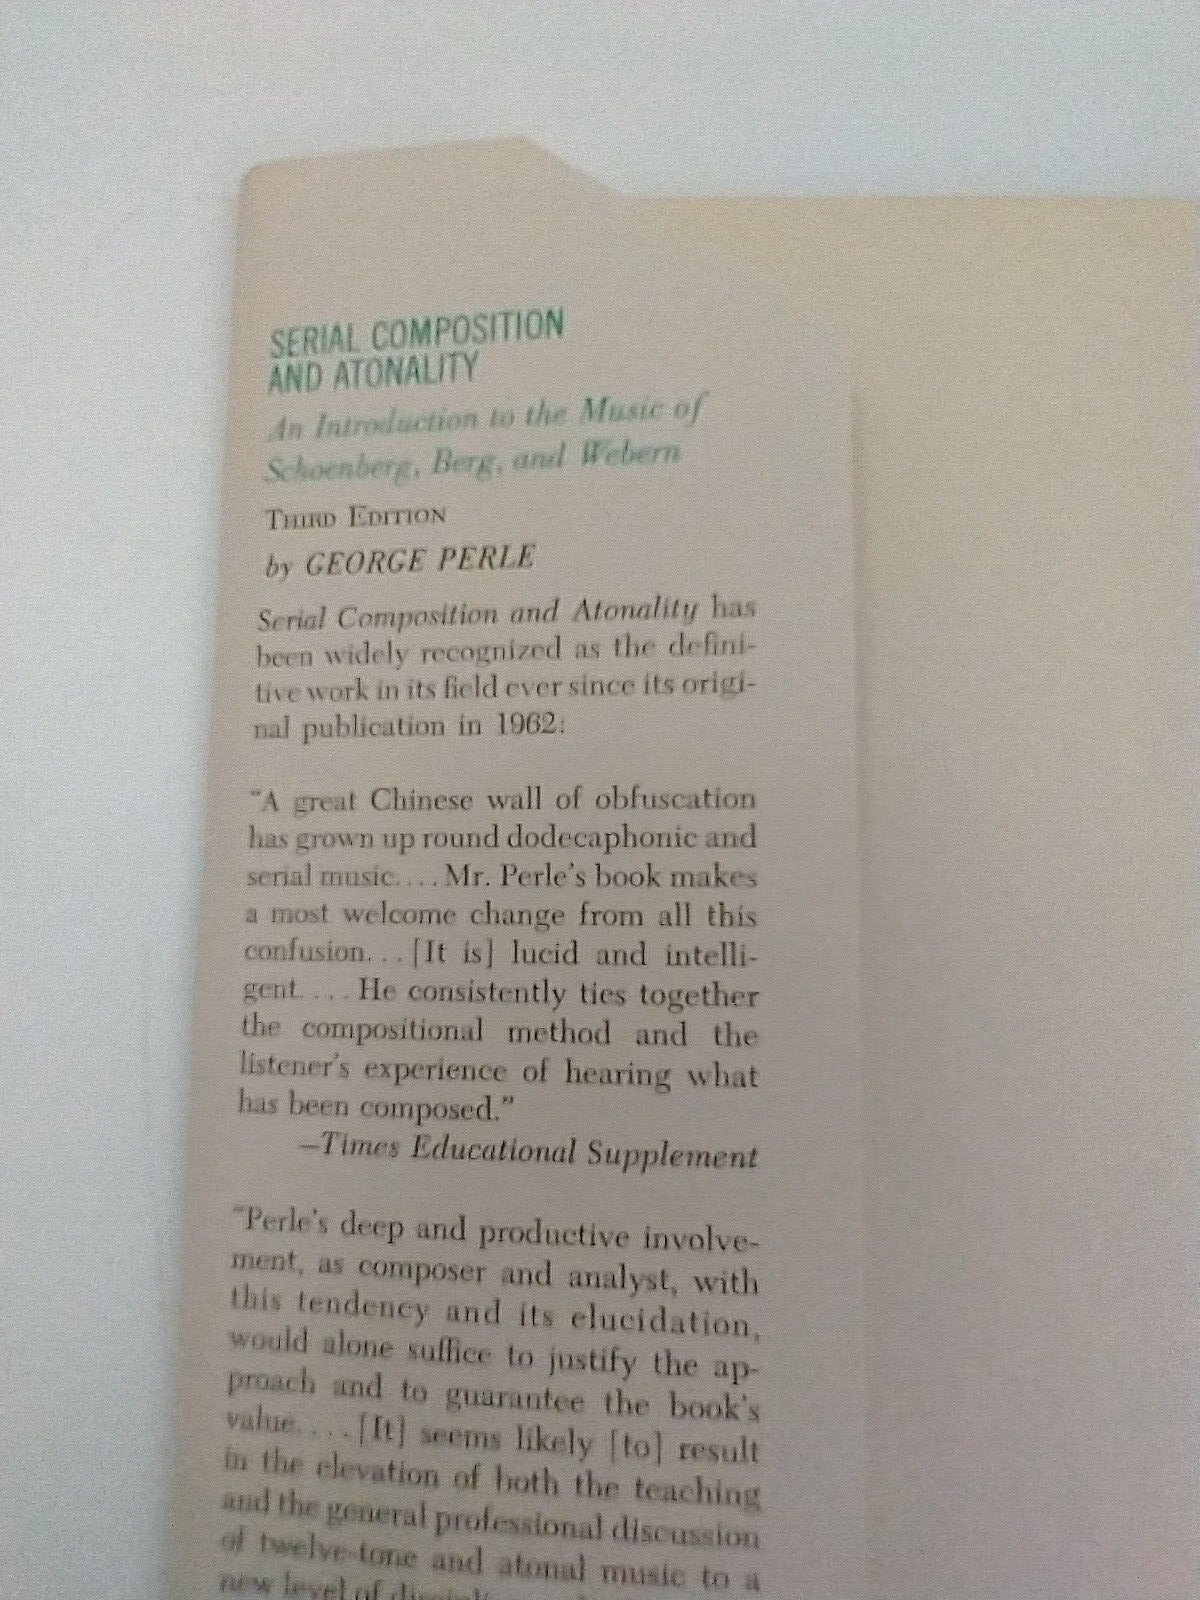 SERIAL COMPOSITION
AND ATONALITY
An Introduction to the Music of
Schoenberg, Berg, and Webern
THIRD EDITION
by GEORGE PERLE
Serial Composition and Atonality has
been widely recognized as the defini-
tive work in its field ever since its origi-
nal publication in 1962:
"A great Chinese wall of obfuscation
has grown up round dodecaphonic and
serial music.... Mr. Perle's book makes
a most welcome change from all this
confusion... [It is] lucid and intelli-
gent.... He consistently ties together
the compositional method and the
listener's experience of hearing what
has been composed."
—Times Educational Supplement
"Perle's deep and productive involve-
ment, as composer and analyst, with
this tendency and its elucidation,
would alone suffice to justify the ap-
proach and to guarantee the book's
value.... [It] seems likely [to] result
in the elevation of both the teaching
and the general professional discussion
of twelve-tone and atonal music to a
new level of